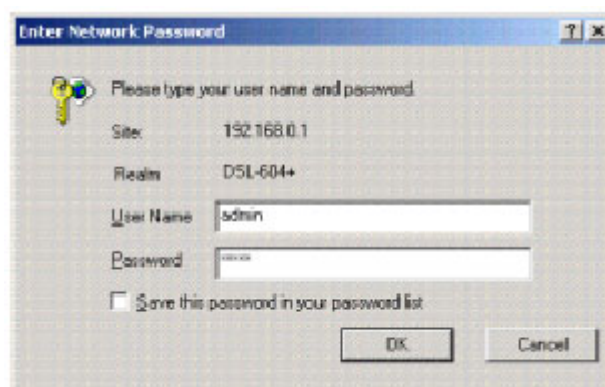 Enter Network Password
Please type your user name and password.
Site: 192.168.0.1
Realm DSL-604+
User Name admin
Password
Save this password in your password list
OK
Cancel